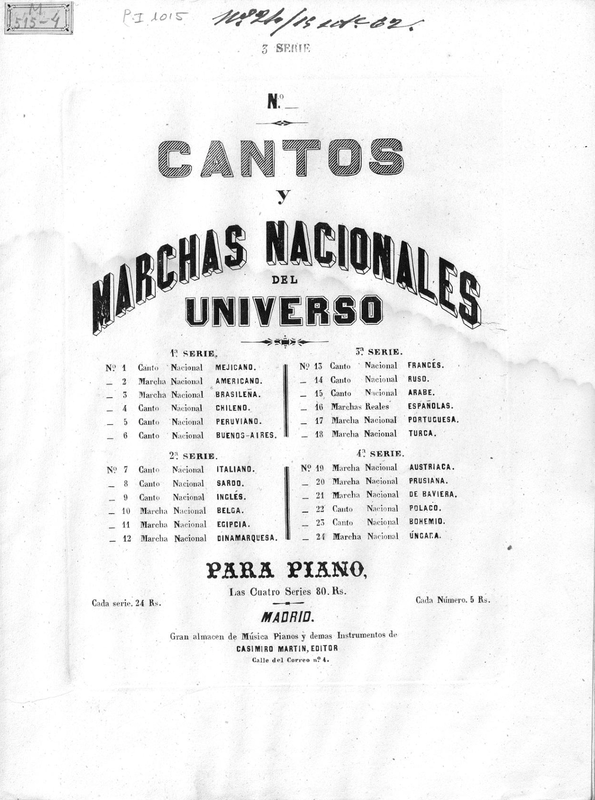 M
515-4
P-I 1015
3 SERIE
N.º
CANTOS
y
MARCHAS NACIONALES
DEL
UNIVERSO
1ª. SERIE.
Nº. 1 Canto Nacional MEJICANO.
— 2 Marcha Nacional AMERICANO.
— 3 Marcha Nacional BRASILEÑA.
— 4 Canto Nacional CHILENO.
— 5 Canto Nacional PERUVIANO.
— 6 Canto Nacional BUENOS-AIRES.
2ª. SERIE.
Nº. 7 Canto Nacional ITALIANO.
— 8 Canto Nacional SARDO.
— 9 Canto Nacional INGLÉS.
— 10 Marcha Nacional BELGA.
— 11 Marcha Nacional EGIPCIA.
— 12 Marcha Nacional DINAMARQUESA.
3ª. SERIE.
Nº. 13 Canto Nacional FRANCÉS.
— 14 Canto Nacional RUSO.
— 15 Canto Nacional ARABE.
— 16 Marchas Reales ESPAÑOLAS.
— 17 Marcha Nacional PORTUGUESA.
— 18 Marcha Nacional TURCA.
4ª. SERIE.
Nº. 19 Marcha Nacional AUSTRIACA.
— 20 Marcha Nacional PRUSIANA.
— 21 Marcha Nacional DE BAVIERA.
— 22 Canto Nacional POLACO.
— 23 Canto Nacional BOHEMIO.
— 24 Marcha Nacional ÚNGARA.
PARA PIANO,
Las Cuatro Series 80. Rs.
Cada serie. 24 Rs.
Cada Número. 5 Rs.
MADRID.
Gran almacen de Música Pianos y demas Instrumentos de
CASIMIRO MARTIN, EDITOR
Calle del Correo nº. 4.